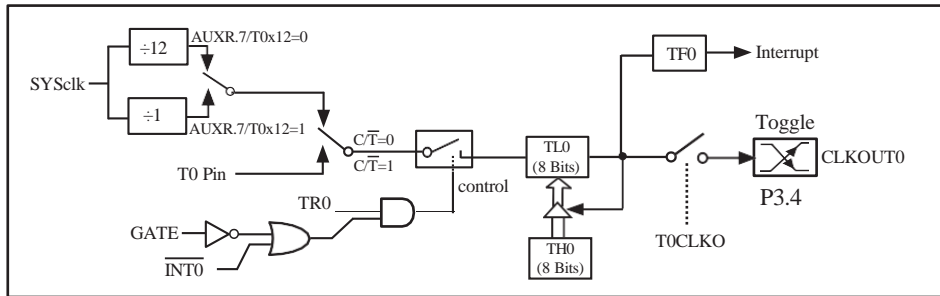 ÷12
AUXR.7/T0x12=0
SYSclk
÷1
AUXR.7/T0x12=1
T0 Pin
C/T̅=0
C/T̅=1
control
TR0
GATE
I̅N̅T̅0̅
TL0
(8 Bits)
TH0
(8 Bits)
TF0
Interrupt
Toggle
CLKOUT0
P3.4
T0CLKO